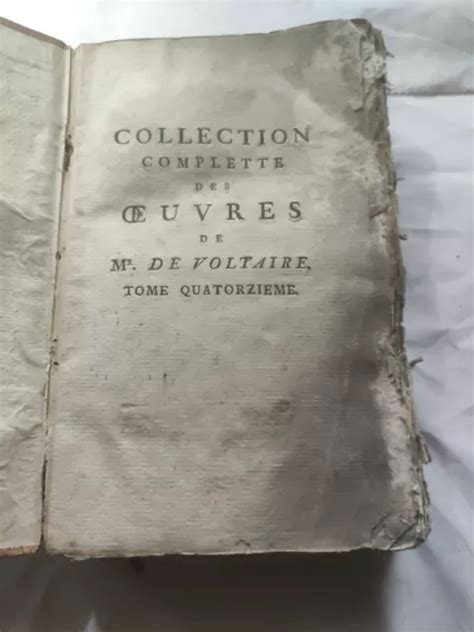 COLLECTION
COMPLETTE
DES
ŒUVRES
DE
Mr. DE VOLTAIRE,
TOME QUATORZIEME.